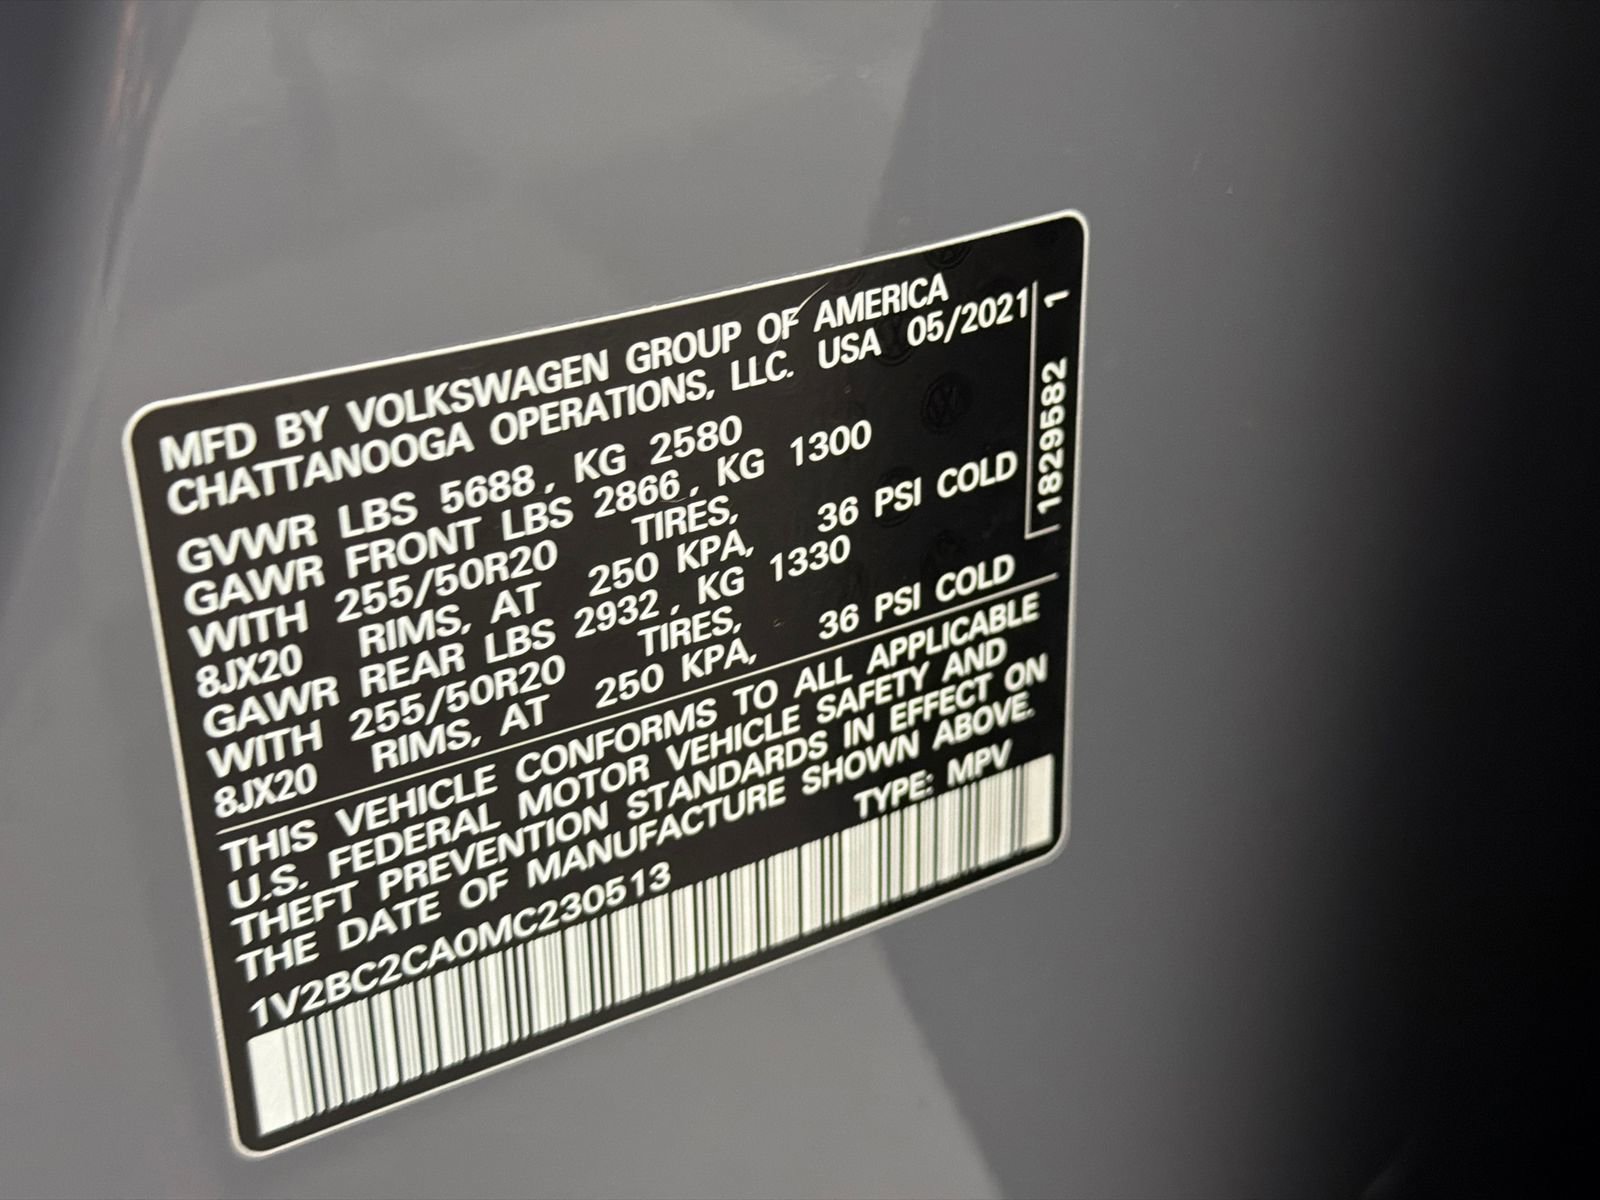 MFD BY VOLKSWAGEN GROUP OF AMERICA
CHATTANOOGA OPERATIONS, LLC. USA 05/2021
GVWR LBS 5688, KG 2580
GAWR FRONT LBS 2866, KG 1300
WITH 255/50R20 TIRES,
8JX20 RIMS, AT 250 KPA, 36 PSI COLD
GAWR REAR LBS 2932, KG 1330
WITH 255/50R20 TIRES,
8JX20 RIMS, AT 250 KPA, 36 PSI COLD
THIS VEHICLE CONFORMS TO ALL APPLICABLE
U.S. FEDERAL MOTOR VEHICLE SAFETY AND
THEFT PREVENTION STANDARDS IN EFFECT ON
THE DATE OF MANUFACTURE SHOWN ABOVE.
1V2BC2CA0MC230513 TYPE: MPV
1829582 1